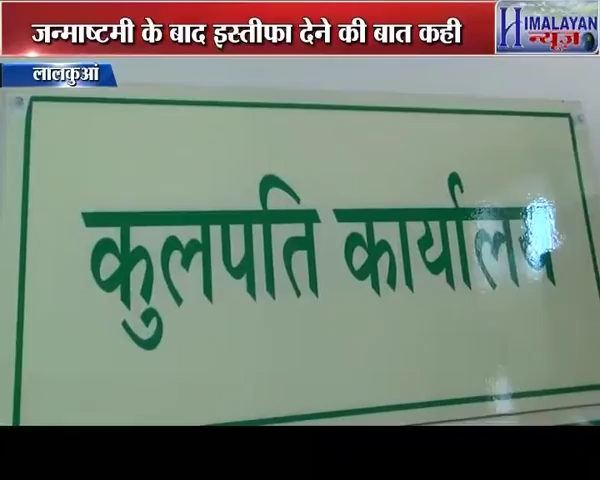 जन्माष्टमी के बाद इस्तीफा देने की बात कही
HIMALAYAN
न्यूज़
लालकुआं
कुलपति कार्यालय